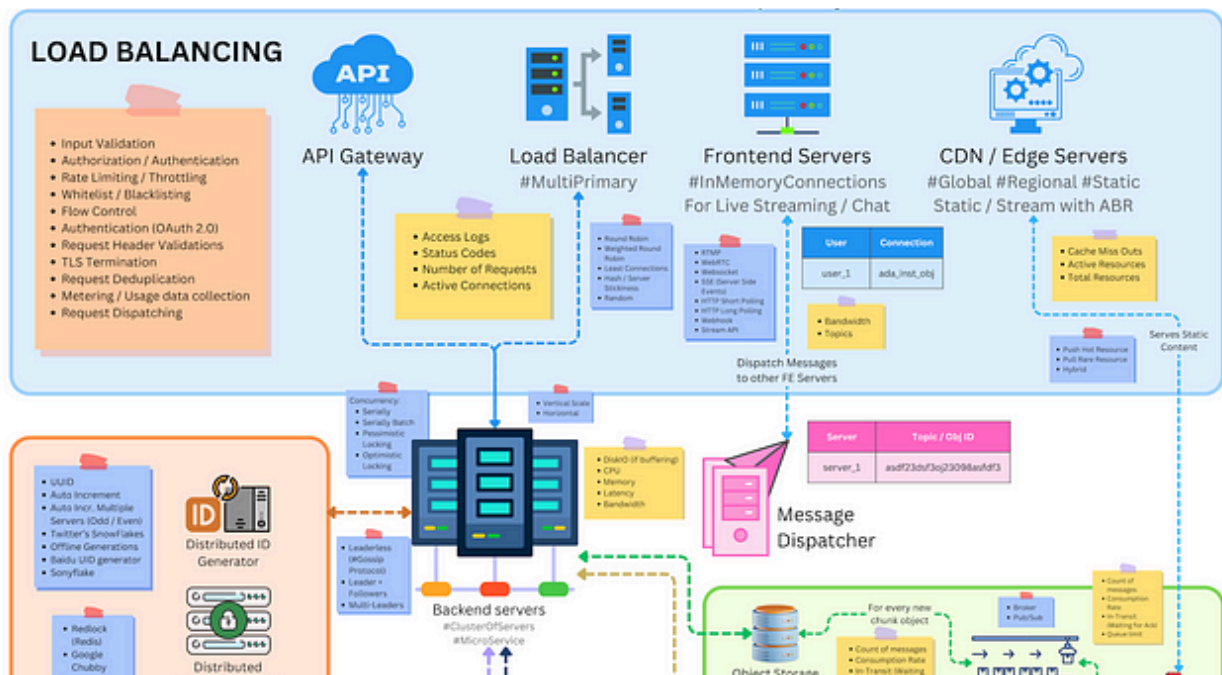 LOAD BALANCING
• Input Validation
• Authorization / Authentication
• Rate Limiting / Throttling
• Whitelist / Blacklisting
• Flow Control
• Authentication (OAuth 2.0)
• Request Header Validations
• TLS Termination
• Request Deduplication
• Metering / Usage data collection
• Request Dispatching
API
API Gateway
Load Balancer
#MultiPrimary
Frontend Servers
#InMemoryConnections
For Live Streaming / Chat
CDN / Edge Servers
#Global #Regional #Static
Static / Stream with ABR
• Access Logs
• Status Codes
• Number of Requests
• Active Connections
• Round Robin
• Weighted Round
Robin
• Least Connections
• Hash / Server
Stickiness
• Random
• RTMP
• WebRTC
• Websocket
• SSE (Server Side
Events)
• HTTP Short Polling
• HTTP Long Polling
• Webhook
• Stream API
User Connection
user_1 ada_inst_obj
• Bandwidth
• Topics
• Cache Miss Outs
• Active Resources
• Total Resources
• Push Hot Resource
• Pull Rare Resource
• Hybrid
Serves Static
Content
Dispatch Messages
to other FE Servers
Concurrency:
• Serially
• Serially Batch
• Pessimistic
Locking
• Optimistic
Locking
• Vertical Scale
• Horizontal
• DiskIO (if buffering)
• CPU
• Memory
• Latency
• Bandwidth
Server Topic / Obj ID
server_1 asdf23dsf3oj23098asfdf3
Message
Dispatcher
• UUID
• Auto Increment
• Auto Incr. Multiple
Servers (Odd / Even)
• Twitter's Snowflakes
• Offline Generations
• Baidu UID generator
• Sonyflake
ID
Distributed ID
Generator
• Leaderless
(#Gossip
Protocol)
• Leader +
Followers
• Multi-Leaders
Backend servers
#ClusterOfServers
#MicroService
• Redlock
(Redis)
• Google
Chubby
Distributed
Object Storage
For every new
chunk object
• Count of messages
• Consumption Rate
• In-Transit (Waiting
• Broker
• Pub/Sub
• Count of
messages
• Consumption
Rate
• In-Transit
(Waiting for Ack)
• Queue limit